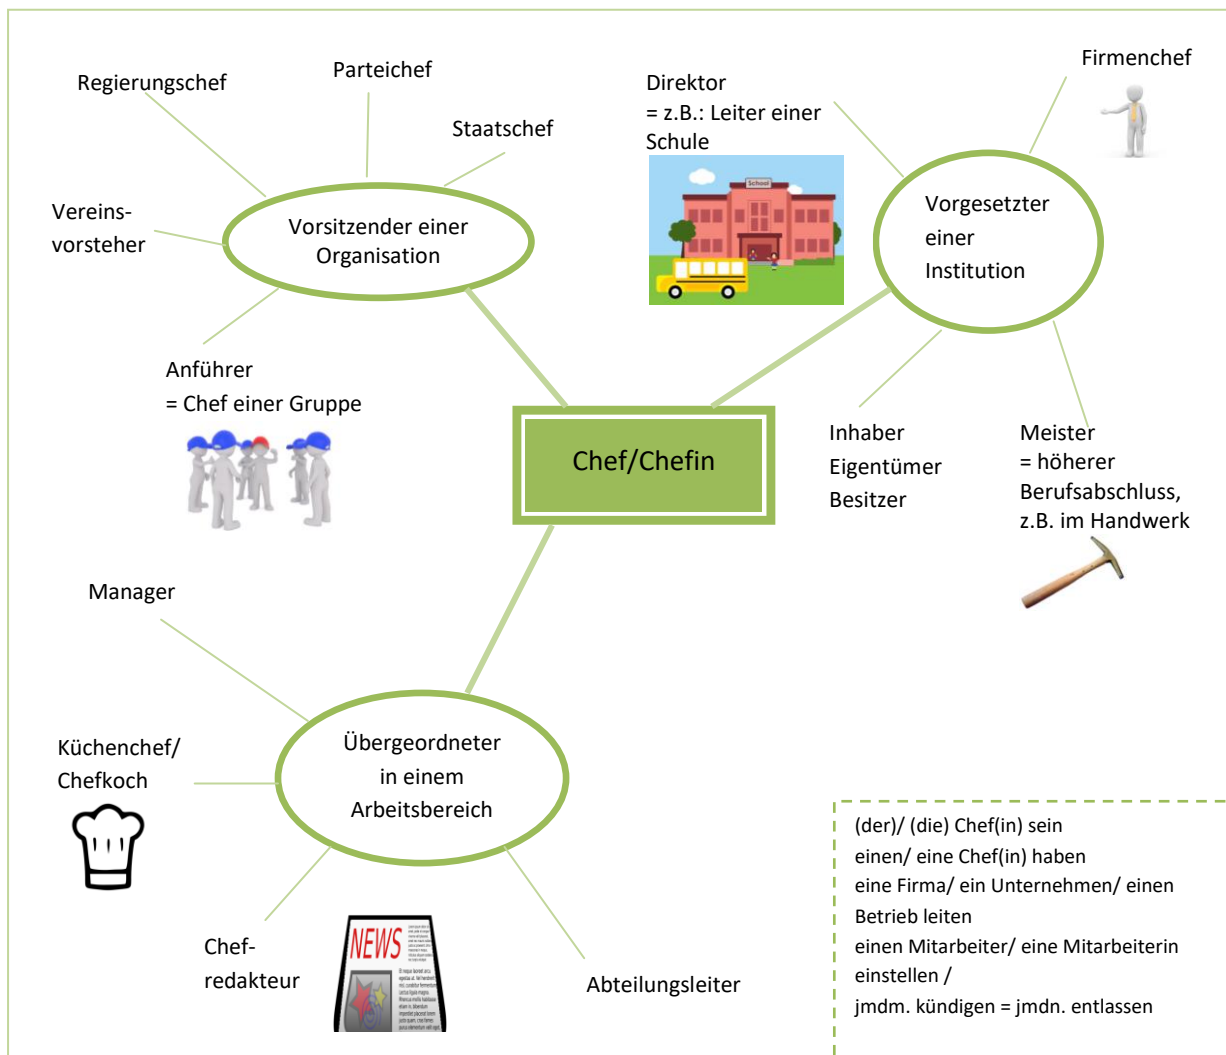 Regierungschef
Parteichef
Staatschef
Vereins-
vorsteher
Vorsitzender einer
Organisation
Anführer
= Chef einer Gruppe
Direktor
= z.B.: Leiter einer
Schule
School
Firmenchef
Vorgesetzter
einer
Institution
Inhaber
Eigentümer
Besitzer
Meister
= höherer
Berufsabschluss,
z.B. im Handwerk
Chef/Chefin
Manager
Küchenchef/
Chefkoch
Übergeordneter
in einem
Arbeitsbereich
Chef-
redakteur
NEWS
Abteilungsleiter
(der)/ (die) Chef(in) sein
einen/ eine Chef(in) haben
eine Firma/ ein Unternehmen/ einen
Betrieb leiten
einen Mitarbeiter/ eine Mitarbeiterin
einstellen /
jmdm. kündigen = jmdn. entlassen